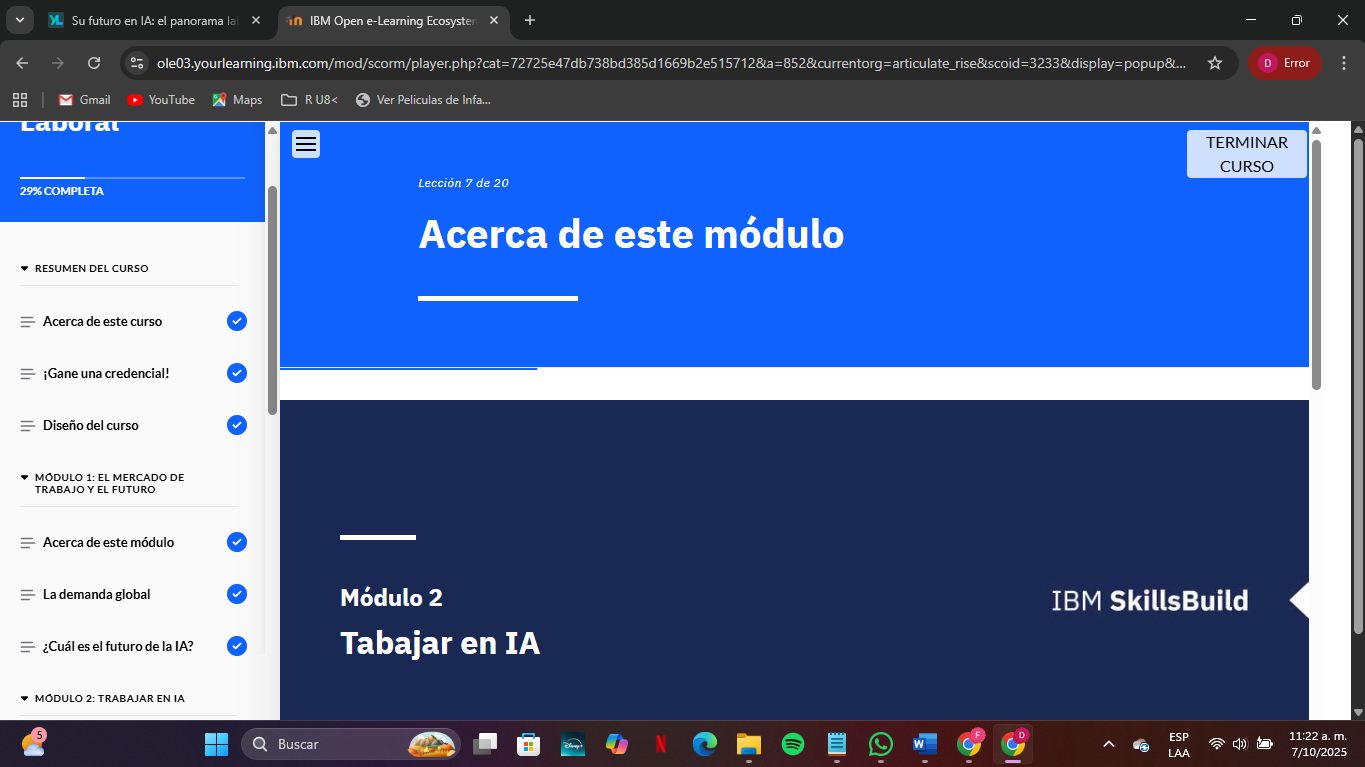 Su futuro en IA: el panorama la
IBM Open e-Learning Ecosystem
ole03.yourlearning.ibm.com/mod/scorm/player.php?cat=72725e47db738bd385d1669b2e515712&a=852&currentorg=articulate_rise&scoid=3233&display=popup&...
D Error
Gmail
YouTube
Maps
R U8<
Ver Peliculas de Infa...
Laboral
29% COMPLETA
RESUMEN DEL CURSO
Acerca de este curso
¡Gane una credencial!
Diseño del curso
MÓDULO 1: EL MERCADO DE
TRABAJO Y EL FUTURO
Acerca de este módulo
La demanda global
¿Cuál es el futuro de la IA?
MÓDULO 2: TRABAJAR EN IA
TERMINAR
CURSO
Lección 7 de 20
Acerca de este módulo
Módulo 2
Tabajar en IA
IBM SkillsBuild
5
Buscar
Disney+
N
W
F
D
ESP
LAA
11:22 a. m.
7/10/2025